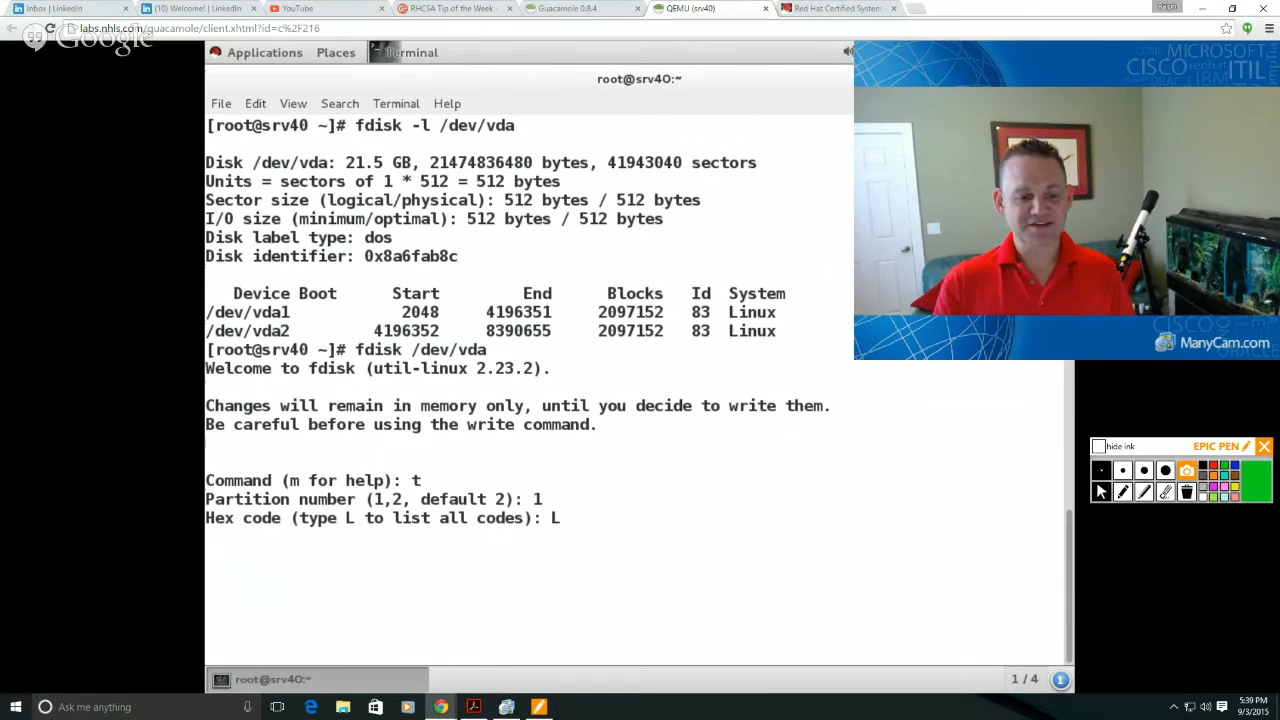 Inbox | LinkedIn
(10) Welcome! | LinkedIn
YouTube
RHCSA Tip of the Week -
Guacamole 0.8.4
QEMU (srv40)
Red Hat Certified System
Ralph
labs.nhls.com/guacamole/client.xhtml?id=c%2F216
Google
Applications Places Terminal
root@srv40:~
File Edit View Search Terminal Help
[root@srv40 ~]# fdisk -l /dev/vda
Disk /dev/vda: 21.5 GB, 21474836480 bytes, 41943040 sectors
Units = sectors of 1 * 512 = 512 bytes
Sector size (logical/physical): 512 bytes / 512 bytes
I/O size (minimum/optimal): 512 bytes / 512 bytes
Disk label type: dos
Disk identifier: 0x8a6fab8c
Device Boot Start End Blocks Id System
/dev/vda1 2048 4196351 2097152 83 Linux
/dev/vda2 4196352 8390655 2097152 83 Linux
[root@srv40 ~]# fdisk /dev/vda
Welcome to fdisk (util-linux 2.23.2).
Changes will remain in memory only, until you decide to write them.
Be careful before using the write command.
Command (m for help): t
Partition number (1,2, default 2): 1
Hex code (type L to list all codes): L
MICROSOFT
CISCO redhat ITIL
IBM
ManyCam.com
hide ink EPIC PEN
root@srv40:~
1 / 4 1
Ask me anything
5:39 PM
9/3/2015